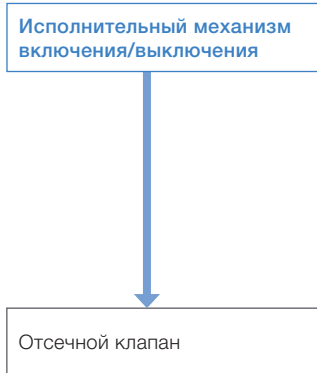 Исполнительный механизм
включения/выключения
Отсечной клапан